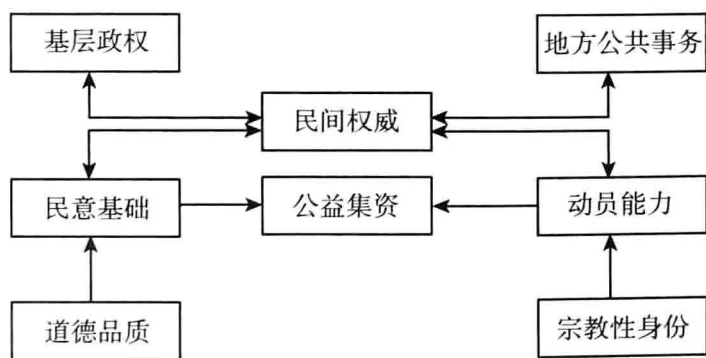 基层政权
地方公共事务
民间权威
民意基础
公益集资
动员能力
道德品质
宗教性身份